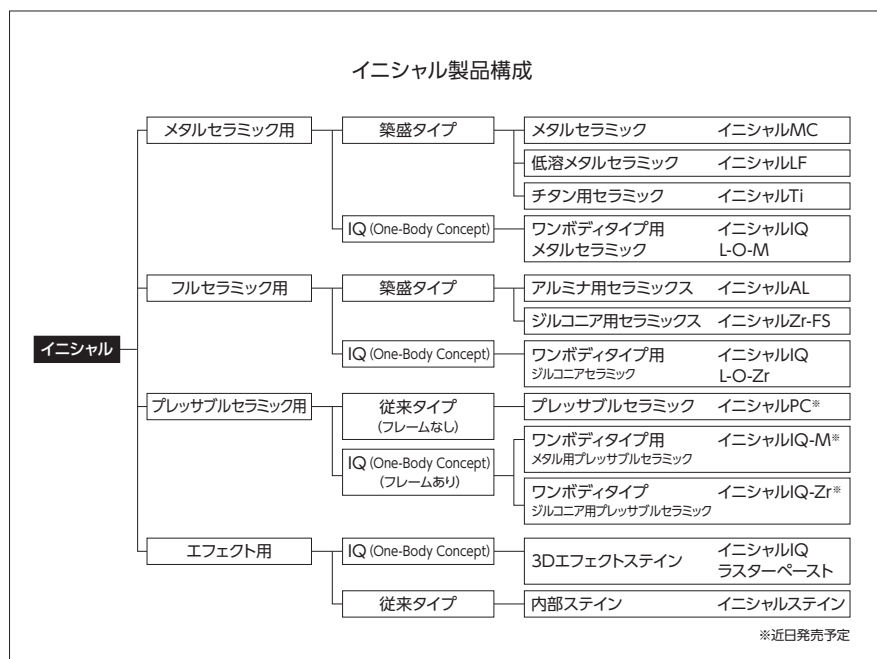 イニシャル製品構成
イニシャル
メタルセラミック用
築盛タイプ
メタルセラミック イニシャルMC
低溶メタルセラミック イニシャルLF
チタン用セラミック イニシャルTi
IQ (One-Body Concept)
ワンボディタイプ用 イニシャルIQ
メタルセラミック L-O-M
フルセラミック用
築盛タイプ
アルミナ用セラミックス イニシャルAL
ジルコニア用セラミックス イニシャルZr-FS
IQ (One-Body Concept)
ワンボディタイプ用 イニシャルIQ
ジルコニアセラミック L-O-Zr
プレッサブルセラミック用
従来タイプ
(フレームなし)
プレッサブルセラミック イニシャルPC※
IQ (One-Body Concept)
(フレームあり)
ワンボディタイプ用 イニシャルIQ-M※
メタル用プレッサブルセラミック
ワンボディタイプ イニシャルIQ-Zr※
ジルコニア用プレッサブルセラミック
エフェクト用
IQ (One-Body Concept)
3Dエフェクトステイン イニシャルIQ
ラスターペースト
従来タイプ
内部ステイン イニシャルステイン
※近日発売予定